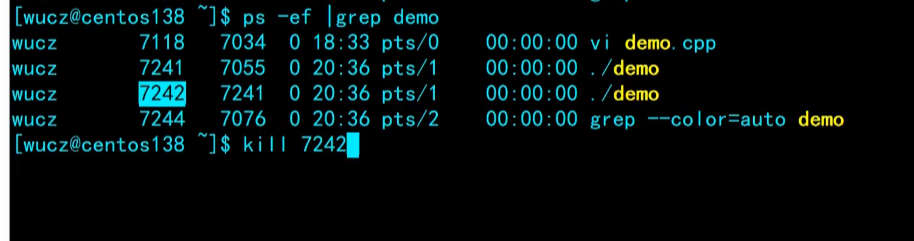 [wucz@centos138 ~]$ ps -ef |grep demo
wucz 7118 7034 0 18:33 pts/0 00:00:00 vi demo.cpp
wucz 7241 7055 0 20:36 pts/1 00:00:00 ./demo
wucz 7242 7241 0 20:36 pts/1 00:00:00 ./demo
wucz 7244 7076 0 20:36 pts/2 00:00:00 grep --color=auto demo
[wucz@centos138 ~]$ kill 7242